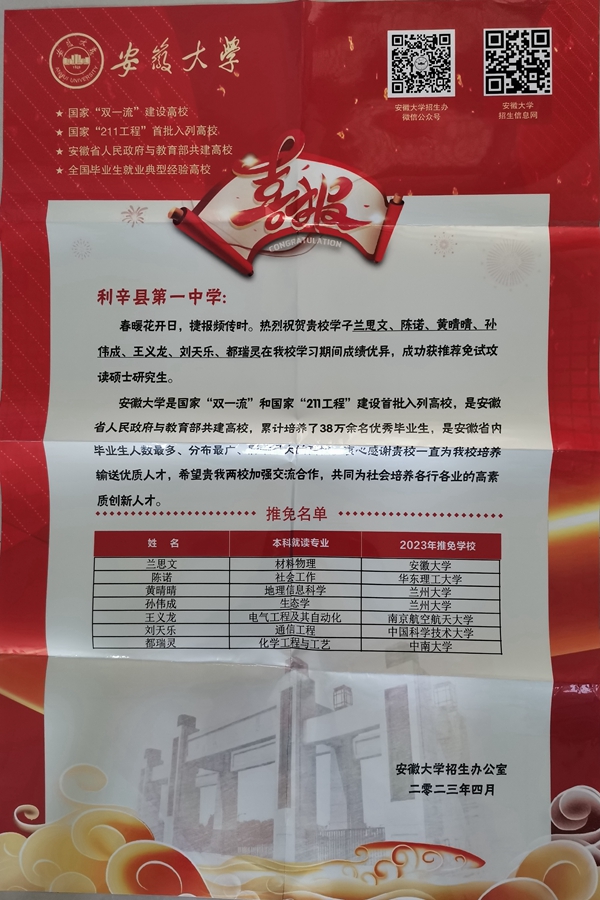 安徽大学
ANHUI UNIVERSITY
安徽大学招生办
微信公众号
安徽大学
招生信息网
★ 国家“双一流”建设高校
★ 国家“211工程”首批入列高校
★ 安徽省人民政府与教育部共建高校
★ 全国毕业生就业典型经验高校
喜报
CONGRATULATION
利辛县第一中学:
春暖花开日，捷报频传时。热烈祝贺贵校学子兰思文、陈诺、黄晴晴、孙
伟成、王义龙、刘天乐、都瑞灵在我校学习期间成绩优异，成功获推荐免试攻
读硕士研究生。
安徽大学是国家“双一流”和国家“211工程”建设首批入列高校，是安徽
省人民政府与教育部共建高校，累计培养了38万余名优秀毕业生，是安徽省内
毕业生人数最多、分布最广、心感谢贵校一直为我校培养
输送优质人才，希望贵我两校加强交流合作，共同为社会培养各行各业的高素
质创新人才。
推免名单
姓 名 本科就读专业 2023年推免学校
兰思文 材料物理 安徽大学
陈诺 社会工作 华东理工大学
黄晴晴 地理信息科学 兰州大学
孙伟成 生态学 兰州大学
王义龙 电气工程及其自动化 南京航空航天大学
刘天乐 通信工程 中国科学技术大学
都瑞灵 化学工程与工艺 中南大学
安徽大学招生办公室
二零二三年四月